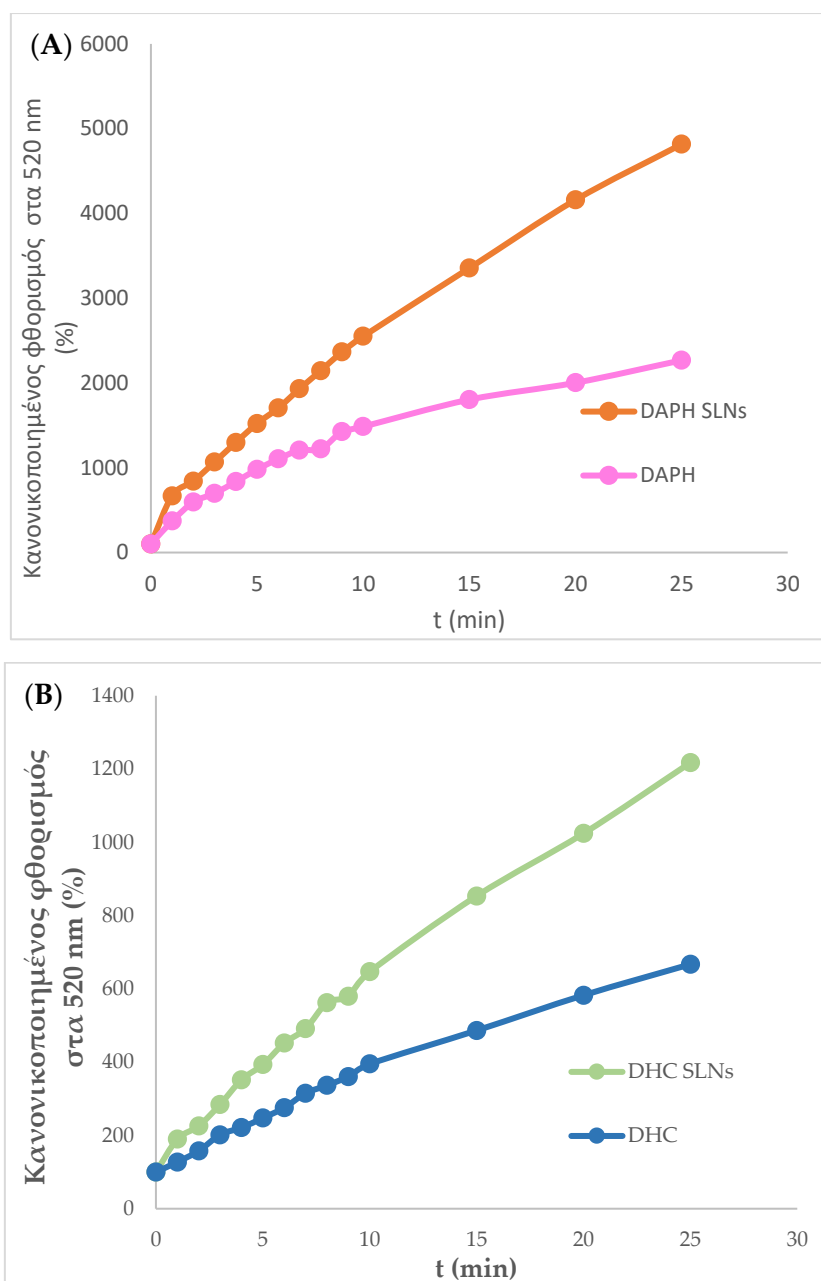 (A)
Κανονικοποιημένος φθορισμός στα 520 nm
(%)
6000
5000
4000
3000
2000
1000
0
0 5 10 15 20 25 30
t (min)
DAPH SLNs
DAPH
(B)
Κανονικοποιημένος φθορισμός
στα 520 nm (%)
1400
1200
1000
800
600
400
200
0
0 5 10 15 20 25 30
t (min)
DHC SLNs
DHC